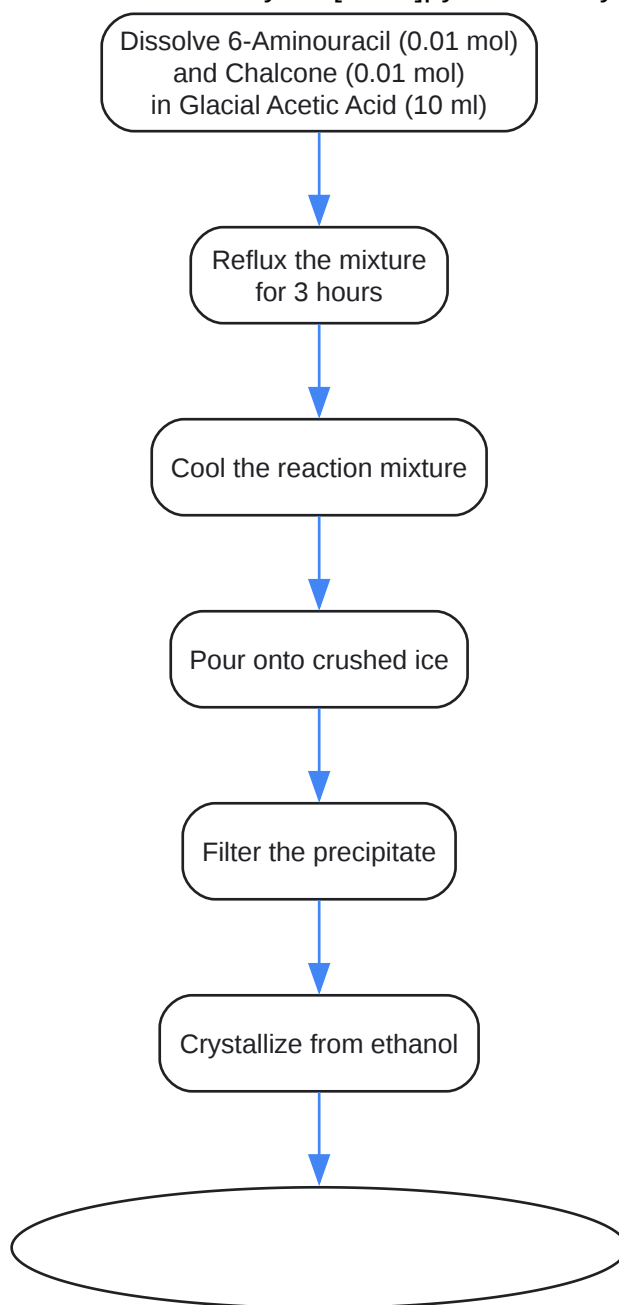 Dissolve 6-Aminouracil (0.01 mol)
and Chalcone (0.01 mol)
in Glacial Acetic Acid (10 ml)
Reflux the mixture
for 3 hours
Cool the reaction mixture
Pour onto crushed ice
Filter the precipitate
Crystallize from ethanol